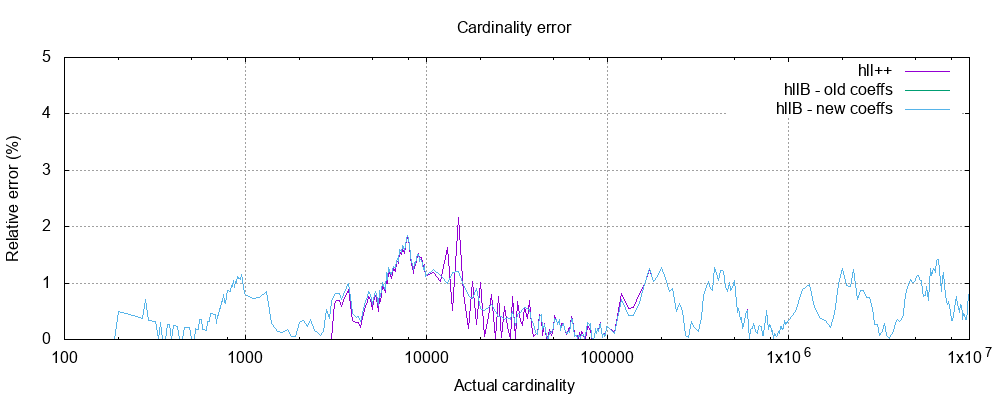 Cardinality error
Relative error (%)
5
4
3
2
1
0
100
1000
10000
100000
1x10^6
1x10^7
Actual cardinality
hll++
hllB - old coeffs
hllB - new coeffs